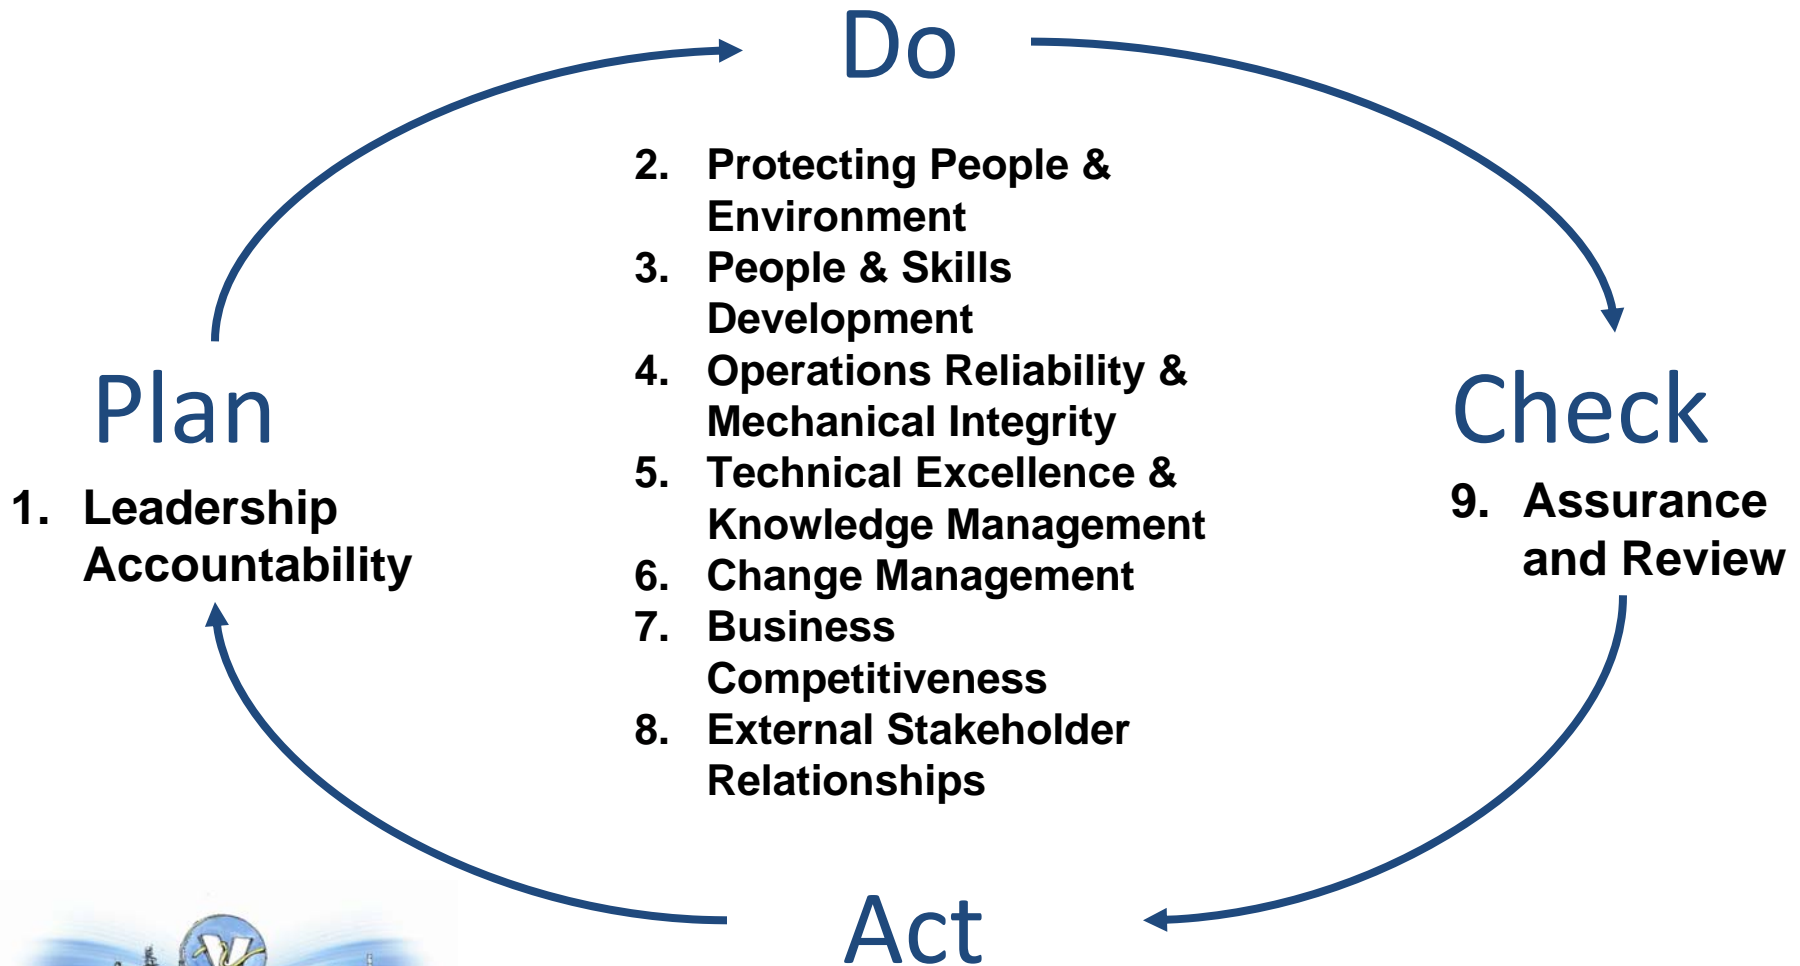 Do
2. Protecting People &
Environment
3. People & Skills
Development
4. Operations Reliability &
Mechanical Integrity
5. Technical Excellence &
Knowledge Management
6. Change Management
7. Business
Competitiveness
8. External Stakeholder
Relationships
Plan
1. Leadership
Accountability
Check
9. Assurance
and Review
Act
V